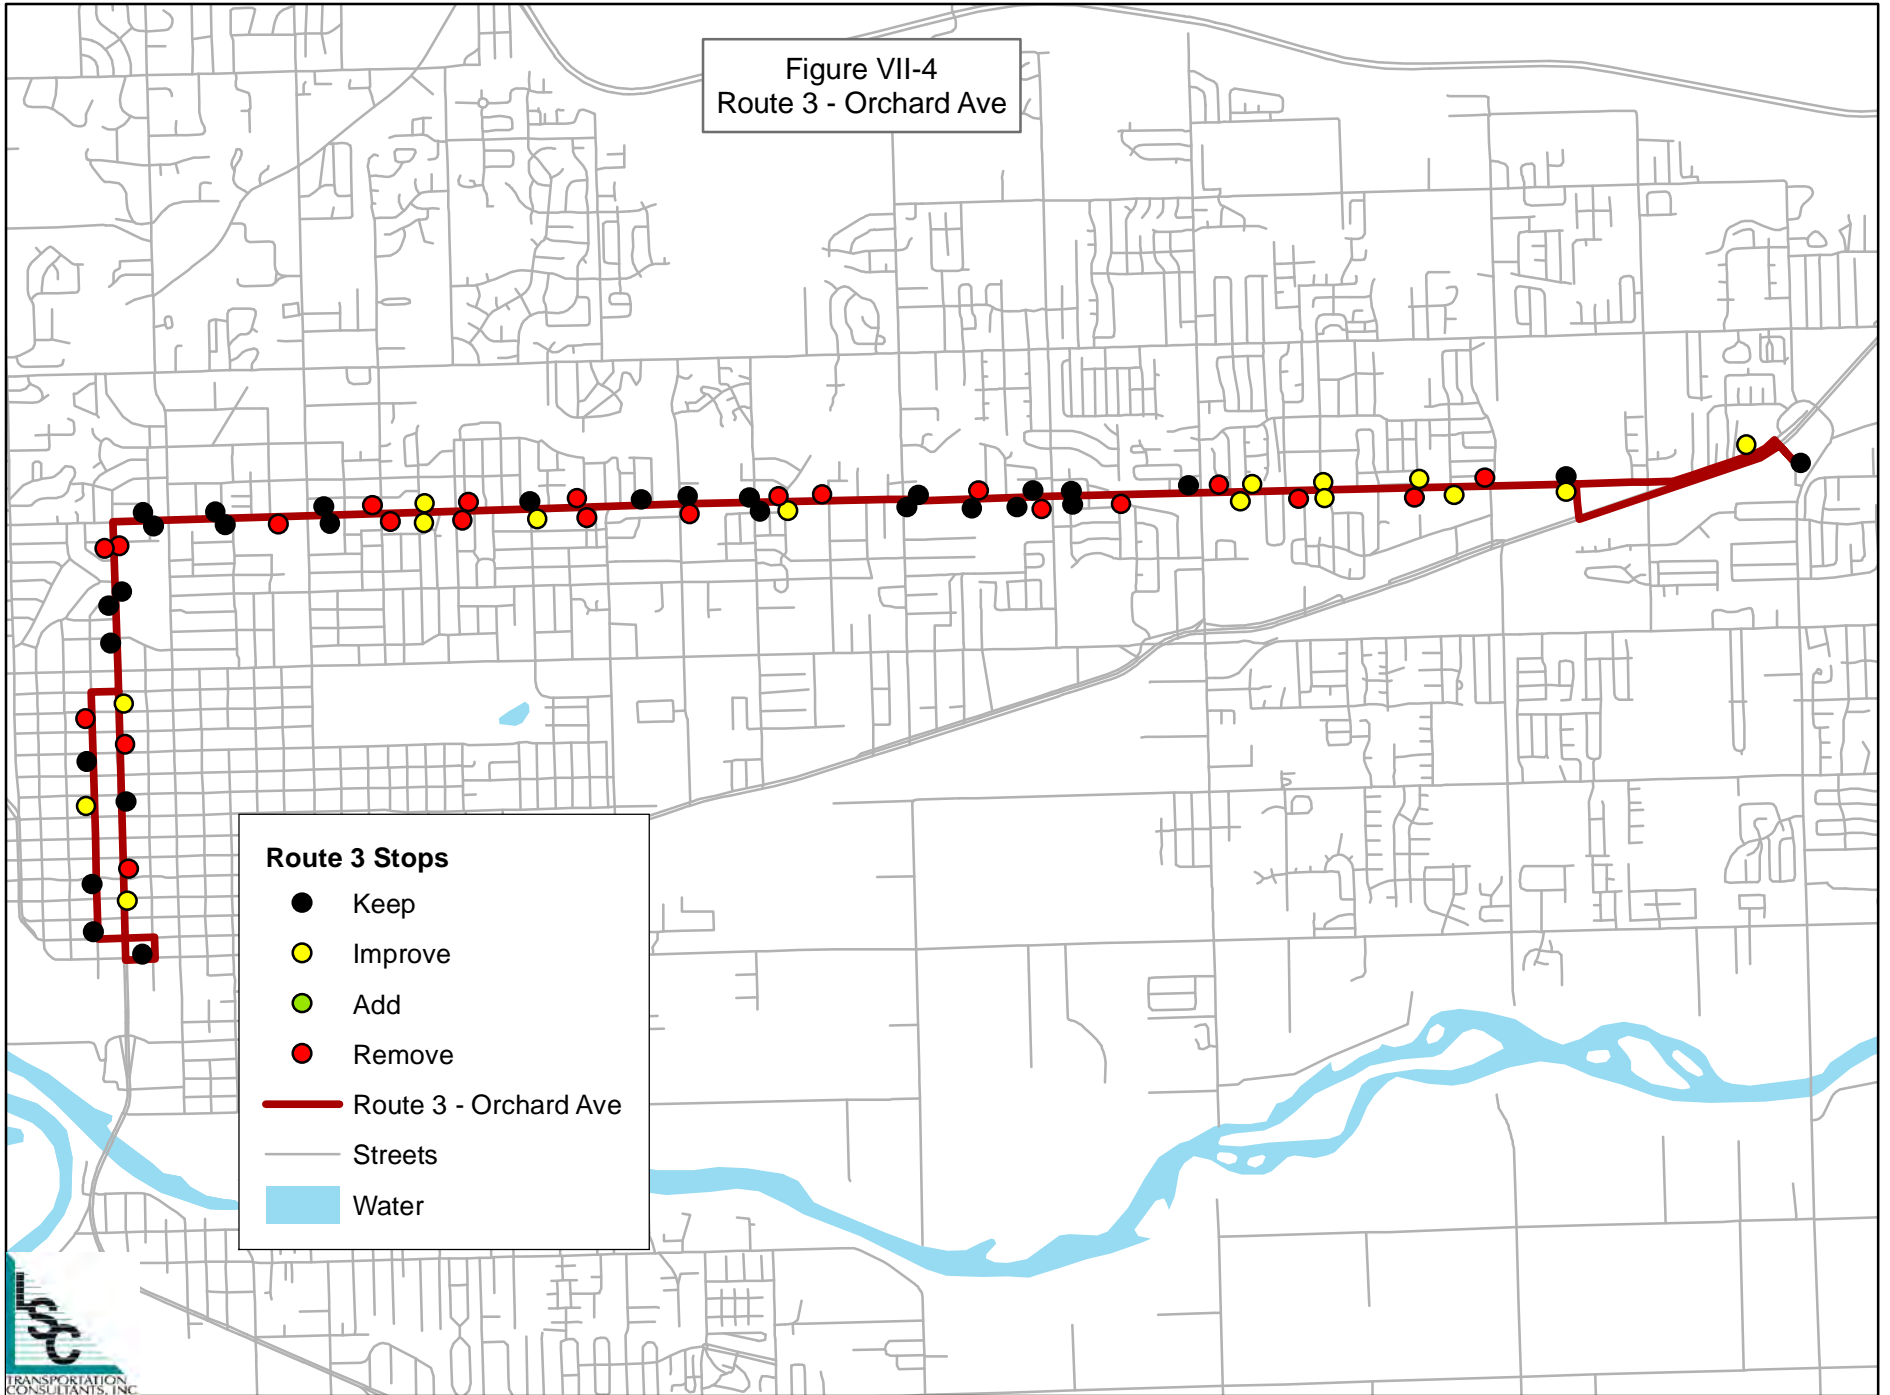 Figure VII-4
Route 3 - Orchard Ave
Route 3 Stops
Keep
Improve
Add
Remove
Route 3 - Orchard Ave
Streets
Water
LSC
TRANSPORTATION
CONSULTANTS, INC.